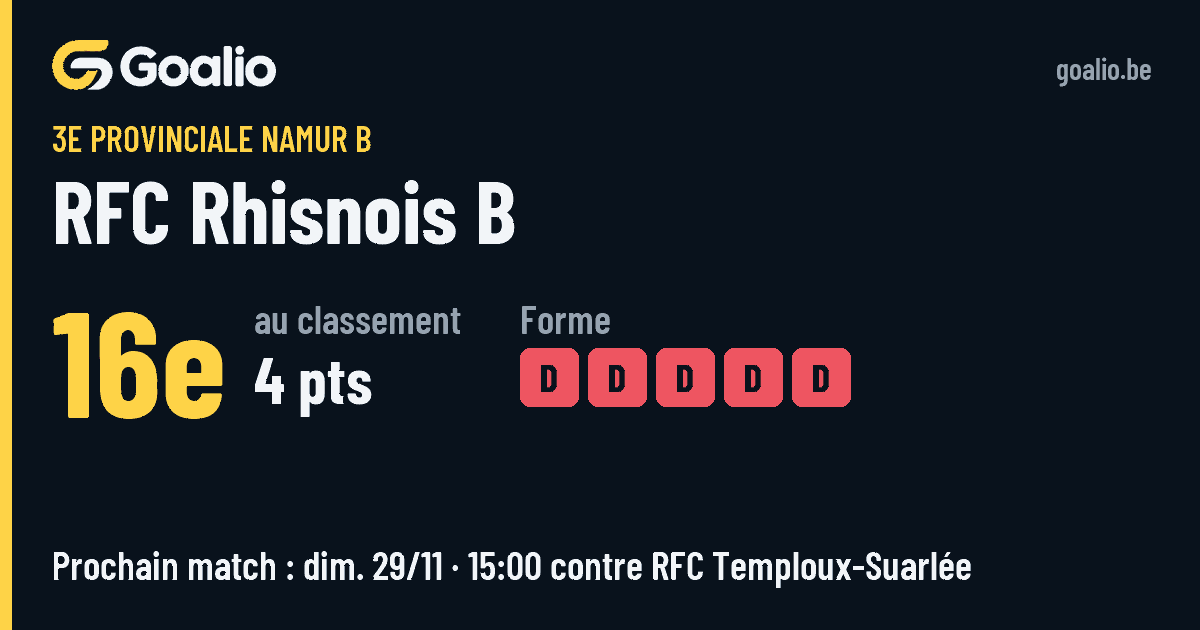 Goalio
goalio.be
3E PROVINCIALE NAMUR B
RFC Rhisnois B
16e
au classement
4 pts
Forme
D D D D D
Prochain match : dim. 29/11 · 15:00 contre RFC Temploux-Suarlée